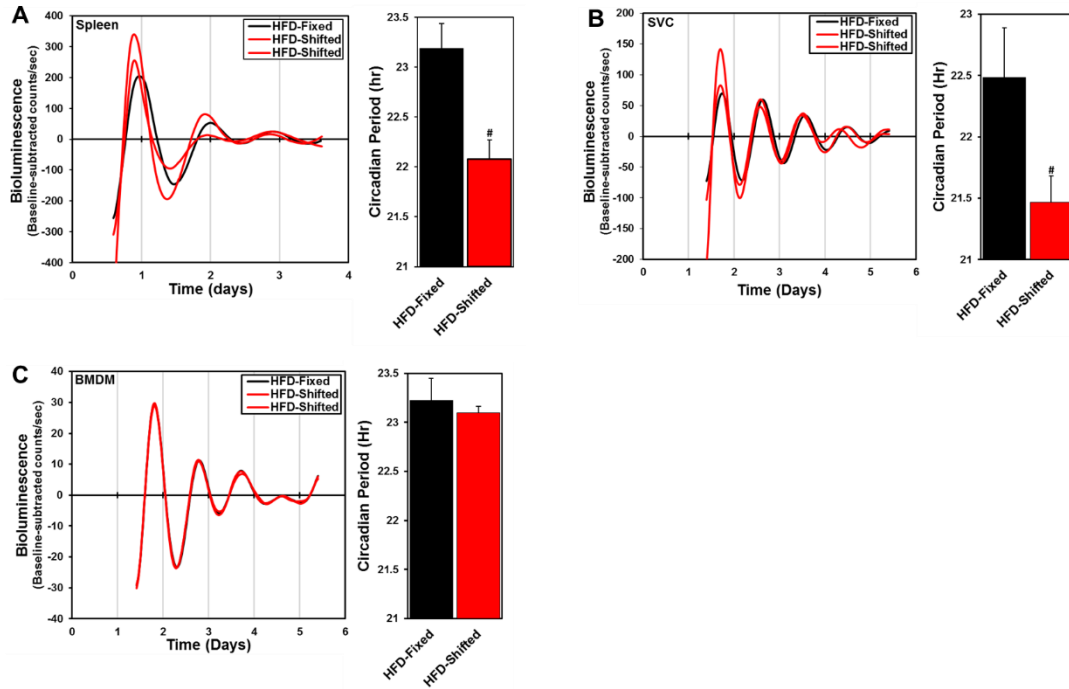 A
Spleen
HFD-Fixed
HFD-Shifted
HFD-Shifted
Bioluminescence
(Baseline-subtracted counts/sec)
400
300
200
100
0
-100
-200
-300
-400
0 1 2 3 4
Time (days)
Circadian Period (hr)
23.5
23
22.5
22
21.5
21
#
HFD-Fixed
HFD-Shifted
B
SVC
HFD-Fixed
HFD-Shifted
HFD-Shifted
Bioluminescence
(Baseline-subtracted counts/sec)
200
150
100
50
0
-50
-100
-150
-200
0 1 2 3 4 5 6
Time (Days)
Circadian Period (Hr)
23
22.5
22
21.5
21
#
HFD-Fixed
HFD-Shifted
C
BMDM
HFD-Fixed
HFD-Shifted
HFD-Shifted
Bioluminescence
(Baseline-subtracted counts/sec)
40
30
20
10
0
-10
-20
-30
-40
0 1 2 3 4 5 6
Time (Days)
Circadian Period (Hr)
23.5
23
22.5
22
21.5
21
HFD-Fixed
HFD-Shifted